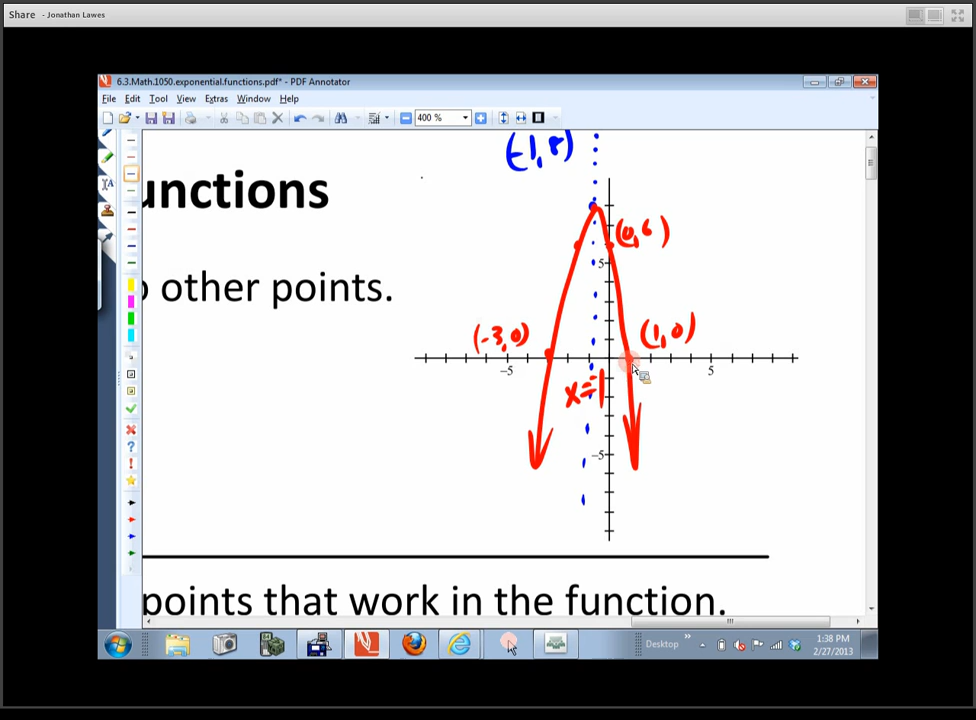 Share - Jonathan Lawes
6.3.Math.1050.exponential.functions.pdf* - PDF Annotator
File Edit Tool View Extras Window Help
400 %
(-1,8)
unctions
(0,6)
5
other points.
(-3,0)
(1,0)
-5
5
x=-1
-5
points that work in the function.
Desktop
1:38 PM
2/27/2013